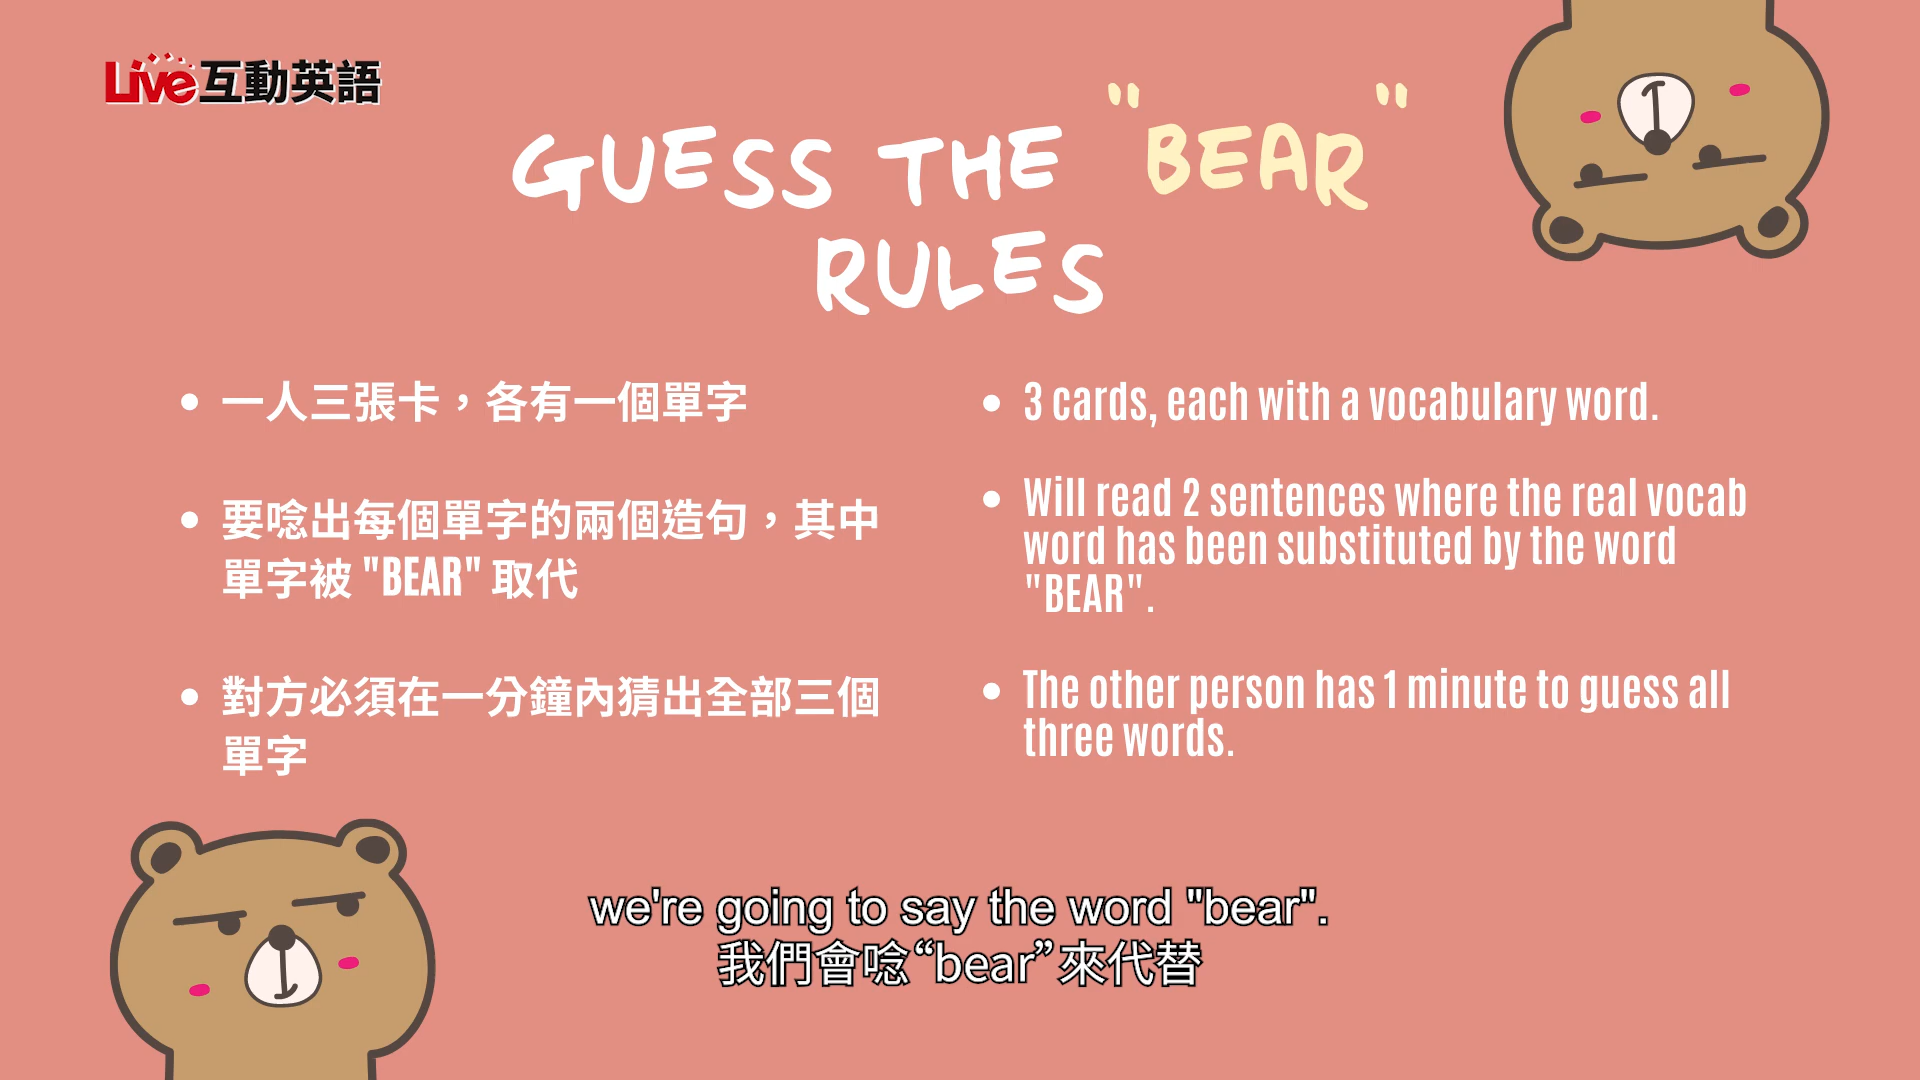 Live互動英語
GUESS THE "BEAR"
RULES
• 一人三張卡，各有一個單字
• 要唸出每個單字的兩個造句，其中
單字被 "BEAR" 取代
• 對方必須在一分鐘內猜出全部三個
單字
• 3 cards, each with a vocabulary word.
• Will read 2 sentences where the real vocab
word has been substituted by the word
"BEAR".
• The other person has 1 minute to guess all
three words.
we're going to say the word "bear".
我們會唸“bear”來代替